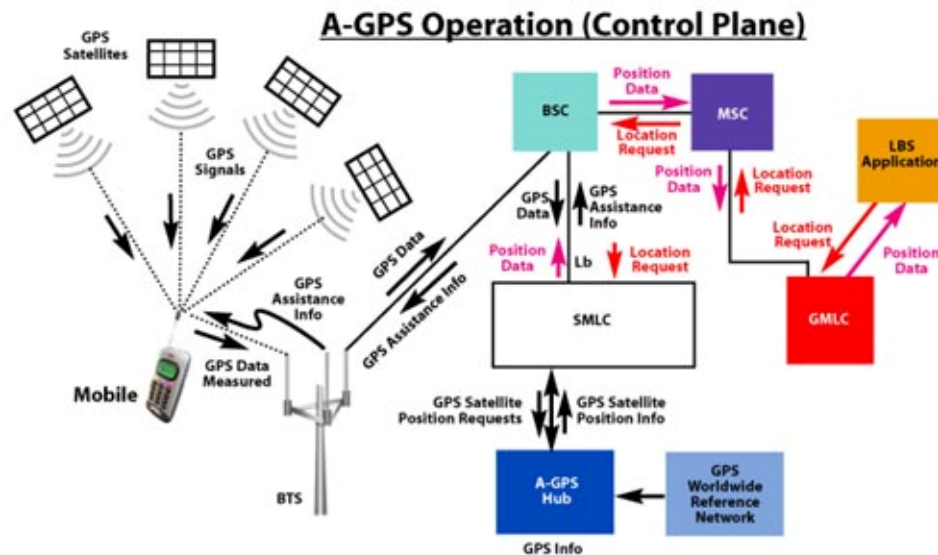 A-GPS Operation (Control Plane)
GPS
Satellites
GPS
Signals
GPS
Assistance
Info
GPS Data
Measured
Mobile
BTS
GPS Data
GPS Assistance Info
BSC
Position
Data
Location
Request
MSC
GPS
Data
GPS
Assistance
Info
Position
Data
Lb
Location
Request
Position
Data
Location
Request
LBS
Application
Location
Request
Position
Data
GMLC
SMLC
GPS Satellite
Position Requests
GPS Satellite
Position Info
A-GPS
Hub
GPS Info
GPS
Worldwide
Reference
Network